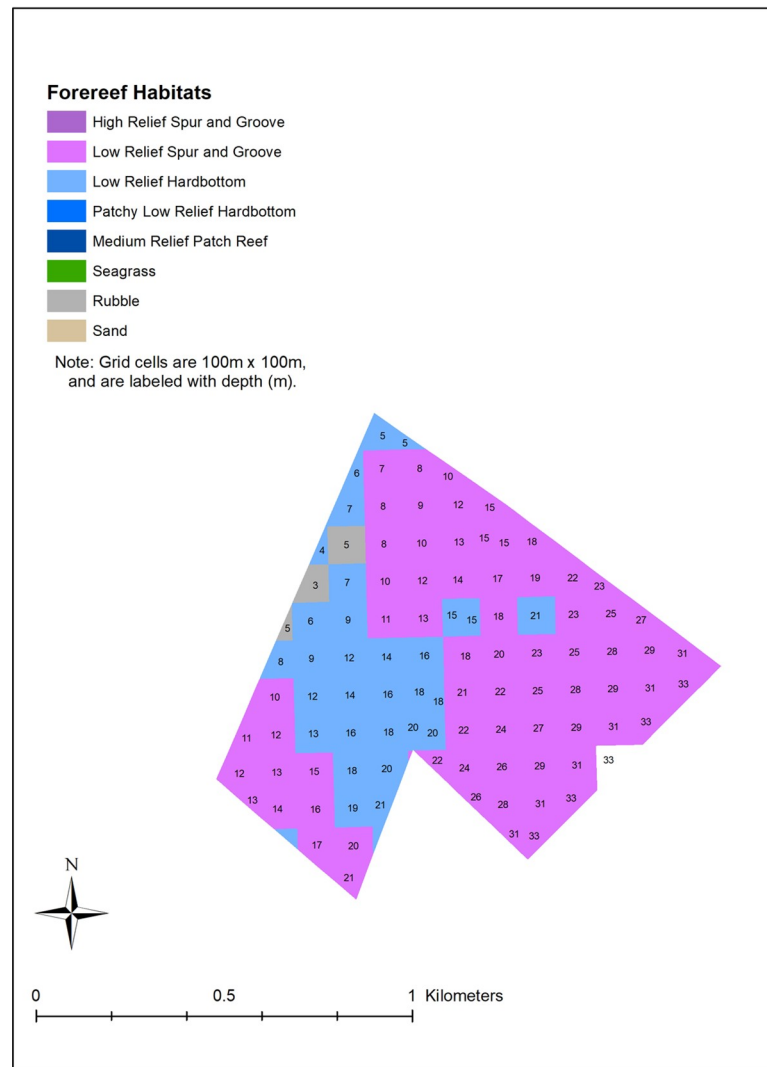 Forereef Habitats
High Relief Spur and Groove
Low Relief Spur and Groove
Low Relief Hardbottom
Patchy Low Relief Hardbottom
Medium Relief Patch Reef
Seagrass
Rubble
Sand
Note: Grid cells are 100m x 100m,
and are labeled with depth (m).
5 5
6 7 8 10
7 8 9 12 15
4 5 8 10 13 15 15 18
3 7 10 12 14 17 19 22 23
5 6 9 11 13 15 15 18 21 23 25 27
8 9 12 14 16 18 20 23 25 28 29 31
10 12 14 16 18 18 21 22 25 28 29 31 33
11 12 13 16 18 20 20 22 24 27 29 31 33
12 13 15 18 20 22 24 26 29 31 33
13 14 16 19 21 26 28 31 33
17 20 31 33
21
N
0 0.5 1 Kilometers